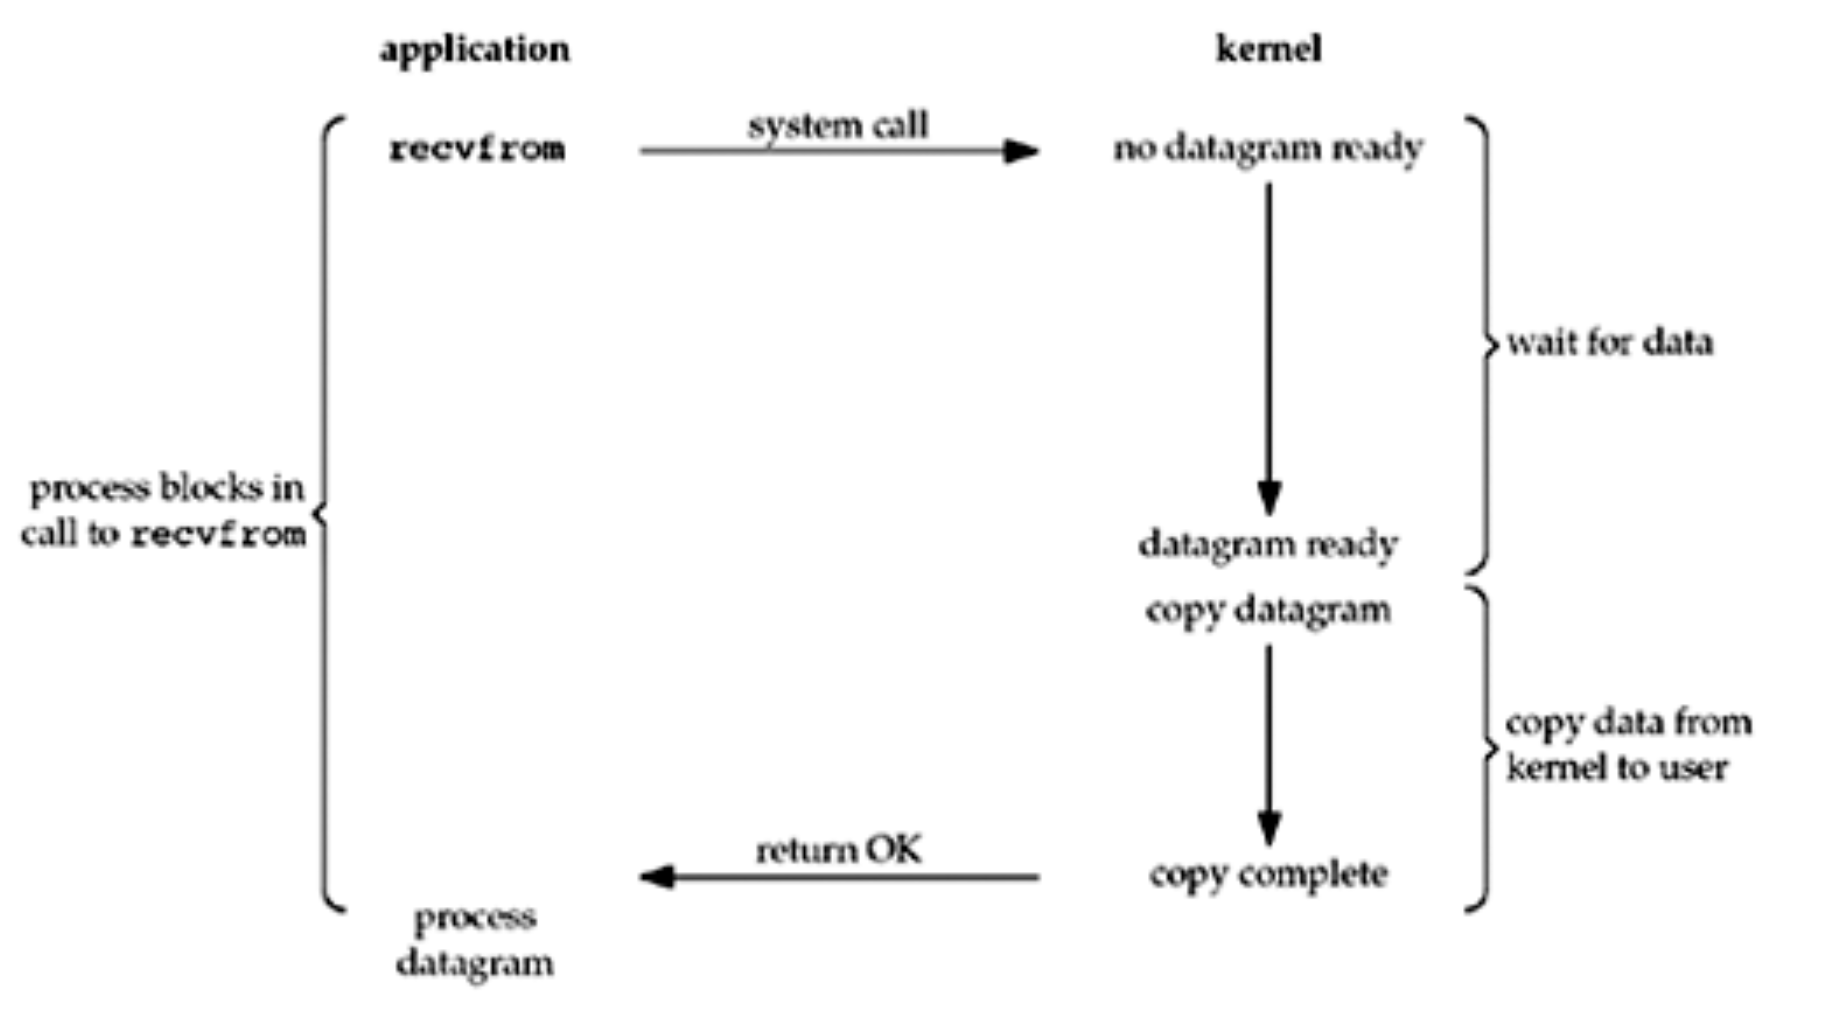 application
kernel
recvfrom
system call
no datagram ready
wait for data
process blocks in
call to recvfrom
datagram ready
copy datagram
copy data from
kernel to user
return OK
copy complete
process
datagram